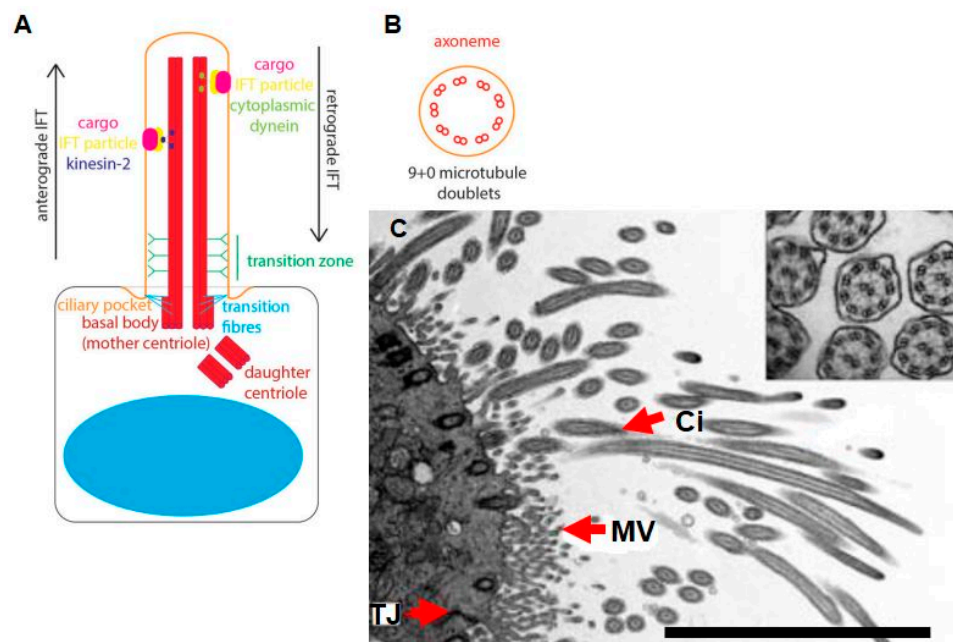 A
anterograde IFT
cargo
IFT particle
kinesin-2
cargo
IFT particle
cytoplasmic
dynein
retrograde IFT
transition zone
ciliary pocket
basal body
(mother centriole)
transition
fibres
daughter
centriole
B
axoneme
9+0 microtubule
doublets
C
Ci
MV
TJ